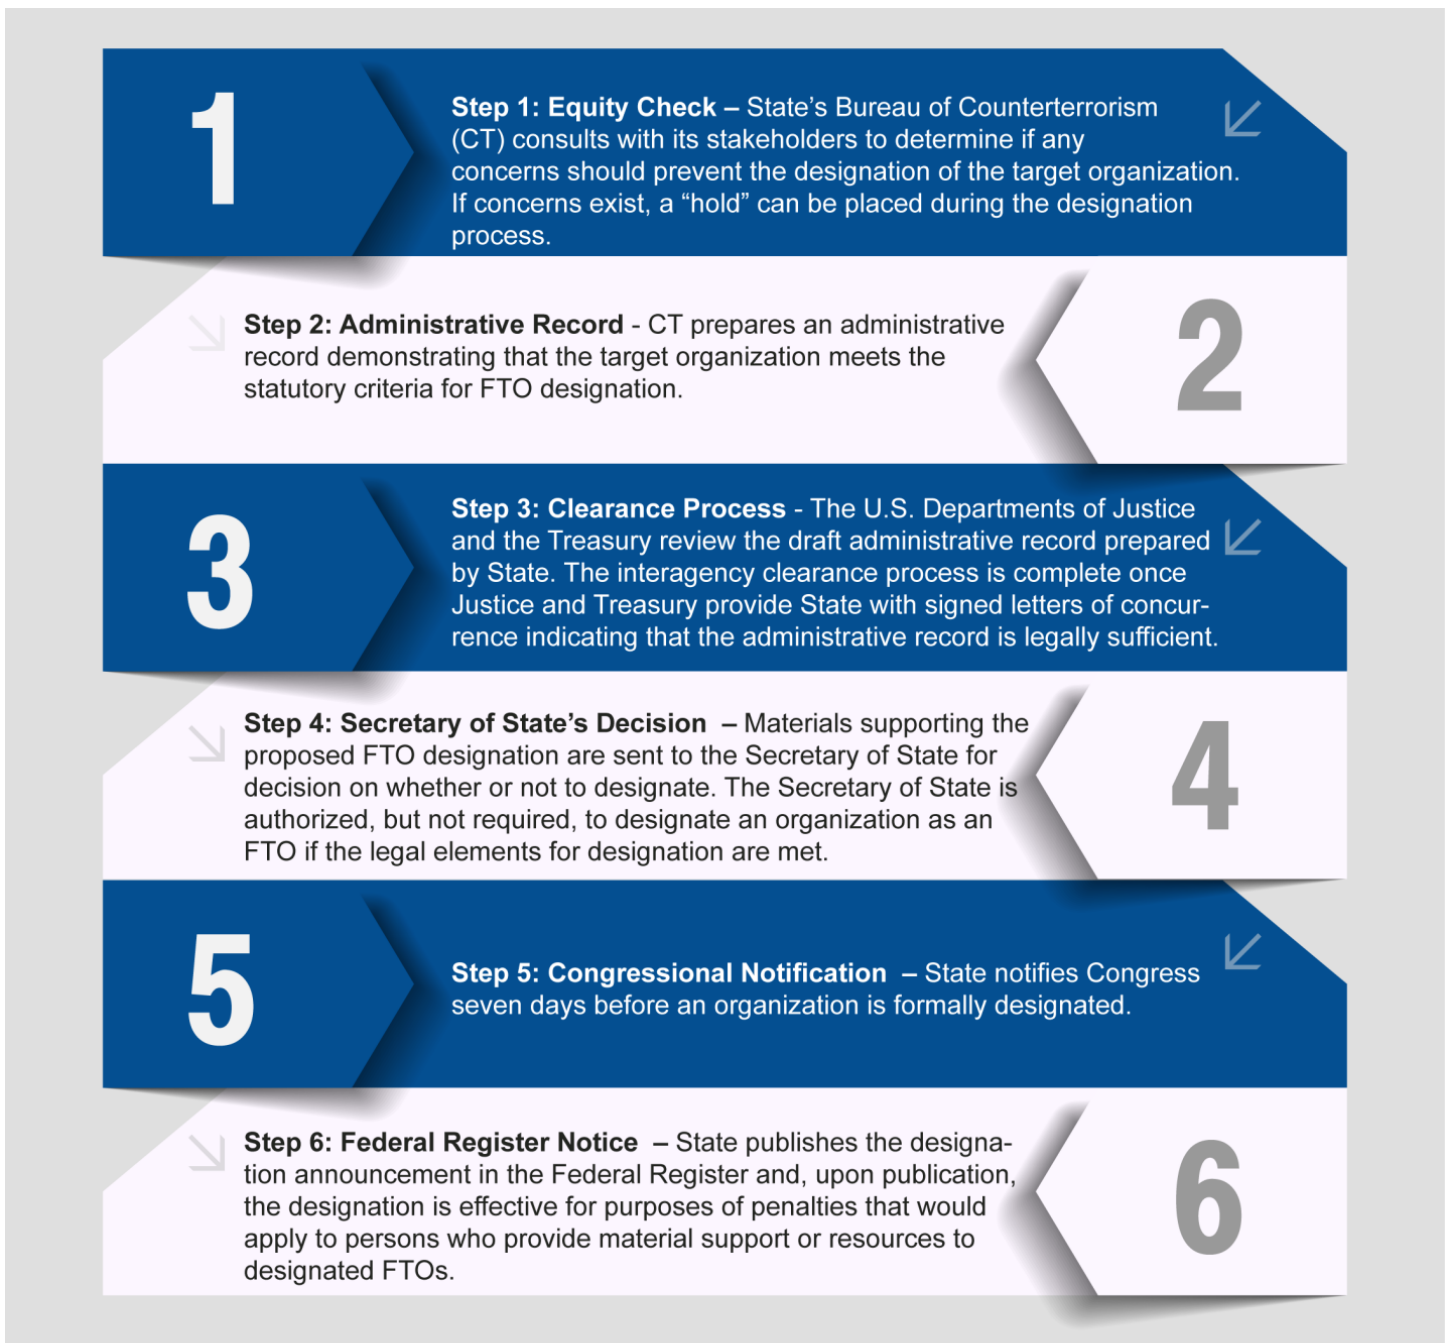 1
Step 1: Equity Check – State’s Bureau of Counterterrorism
(CT) consults with its stakeholders to determine if any
concerns should prevent the designation of the target organization.
If concerns exist, a “hold” can be placed during the designation
process.
Step 2: Administrative Record - CT prepares an administrative
record demonstrating that the target organization meets the
statutory criteria for FTO designation.
2
3
Step 3: Clearance Process - The U.S. Departments of Justice
and the Treasury review the draft administrative record prepared
by State. The interagency clearance process is complete once
Justice and Treasury provide State with signed letters of concur-
rence indicating that the administrative record is legally sufficient.
Step 4: Secretary of State’s Decision – Materials supporting the
proposed FTO designation are sent to the Secretary of State for
decision on whether or not to designate. The Secretary of State is
authorized, but not required, to designate an organization as an
FTO if the legal elements for designation are met.
4
5
Step 5: Congressional Notification – State notifies Congress
seven days before an organization is formally designated.
Step 6: Federal Register Notice – State publishes the designa-
tion announcement in the Federal Register and, upon publication,
the designation is effective for purposes of penalties that would
apply to persons who provide material support or resources to
designated FTOs.
6